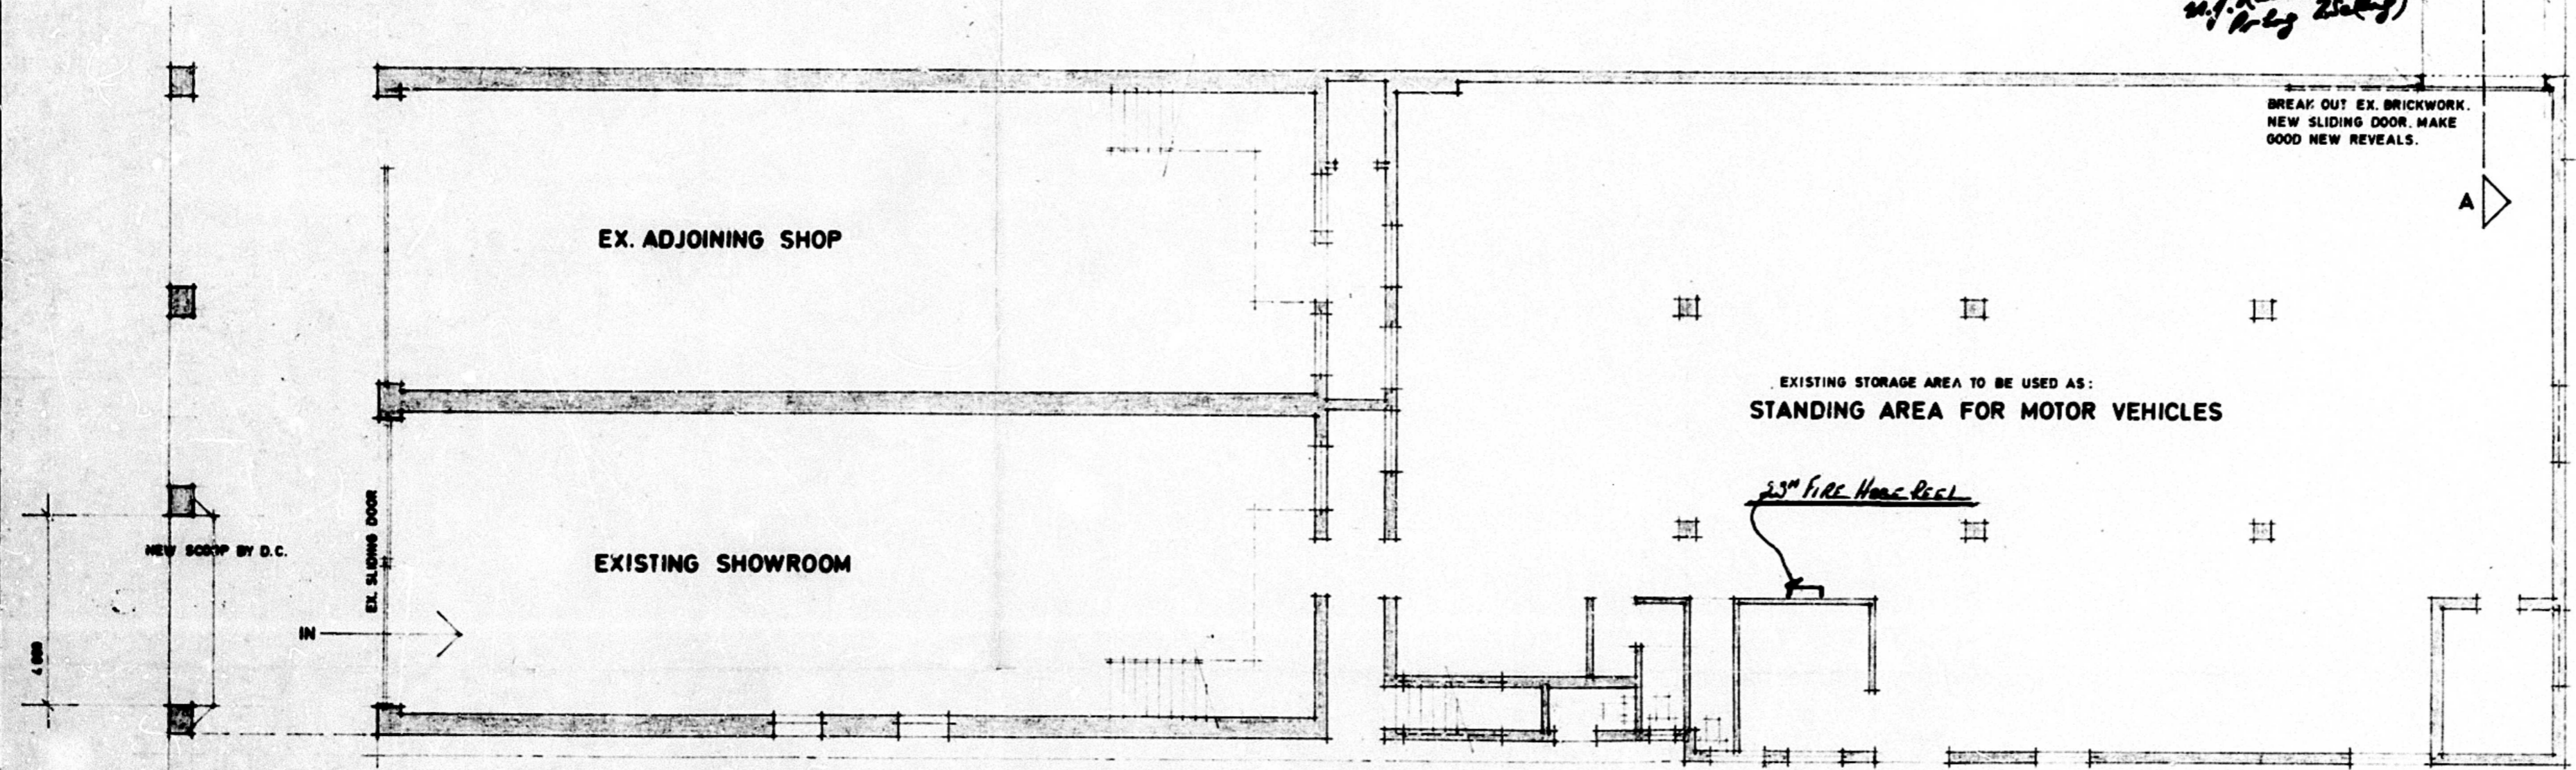 BREAK OUT EX. BRICKWORK.
NEW SLIDING DOOR. MAKE
GOOD NEW REVEALS.
A
EX. ADJOINING SHOP
EXISTING STORAGE AREA TO BE USED AS:
STANDING AREA FOR MOTOR VEHICLES
FIRE HOSE REEL
EX. SLIDING DOOR
NEW SCOOP BY D.C.
EXISTING SHOWROOM
IN